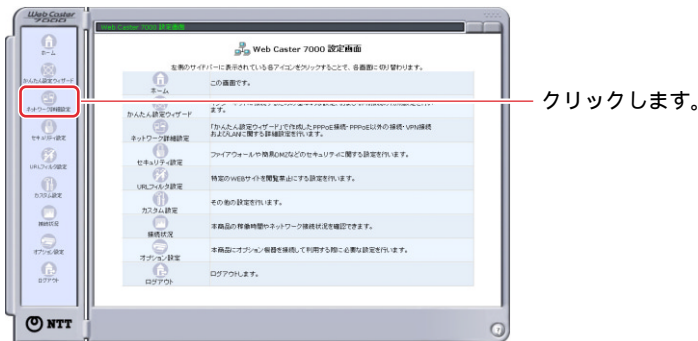 Web Caster
7000
Web Caster 7000 設定画面
Web Caster 7000 設定画面
左側のサイドバーに表示されている各アイコンをクリックすることで、各画面に切り替わります。
ホーム
かんたん設定ウィザード
ネットワーク詳細設定
セキュリティ設定
URLフィルタ設定
カスタム設定
接続状況
オプション設定
ログアウト
ホーム
この画面です。
かんたん設定ウィザード
ます。
ネットワーク詳細設定
「かんたん設定ウィザード」で作成したPPPoE接続・PPPoE以外の接続・VPN接続
およびLANに関する詳細設定を行います。
セキュリティ設定
ファイアウォールや簡易DMZなどのセキュリティに関する設定を行います。
URLフィルタ設定
特定のWEBサイトを閲覧禁止にする設定を行います。
カスタム設定
その他の設定を行います。
接続状況
本商品の稼働時間やネットワーク接続状況を確認できます。
オプション設定
本商品にオプション機器を接続して利用する際に必要な設定を行います。
ログアウト
ログアウトします。
クリックします。
NTT